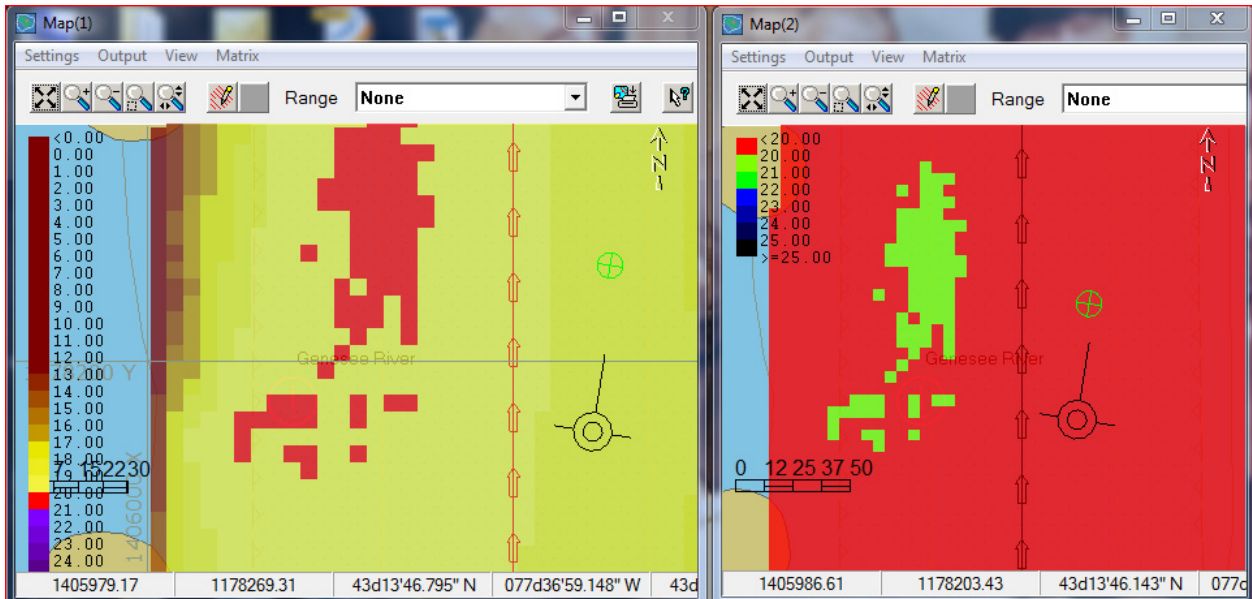 Map(1)
Settings Output View Matrix
Range None
<0.00
0.00
1.00
2.00
3.00
4.00
5.00
6.00
7.00
8.00
9.00
10.00
11.00
12.00
13.00
14.00
15.00
16.00
17.00
18.00
19.00
20.00
21.00
22.00
23.00
24.00
N
Genesee River
1406000 X
1405979.17 1178269.31 43d13'46.795" N 077d36'59.148" W 43d
Map(2)
Settings Output View Matrix
Range None
<20.00
20.00
21.00
22.00
23.00
24.00
25.00
>=25.00
N
Genesee River
0 12 25 37 50
1405986.61 1178203.43 43d13'46.143" N 077d